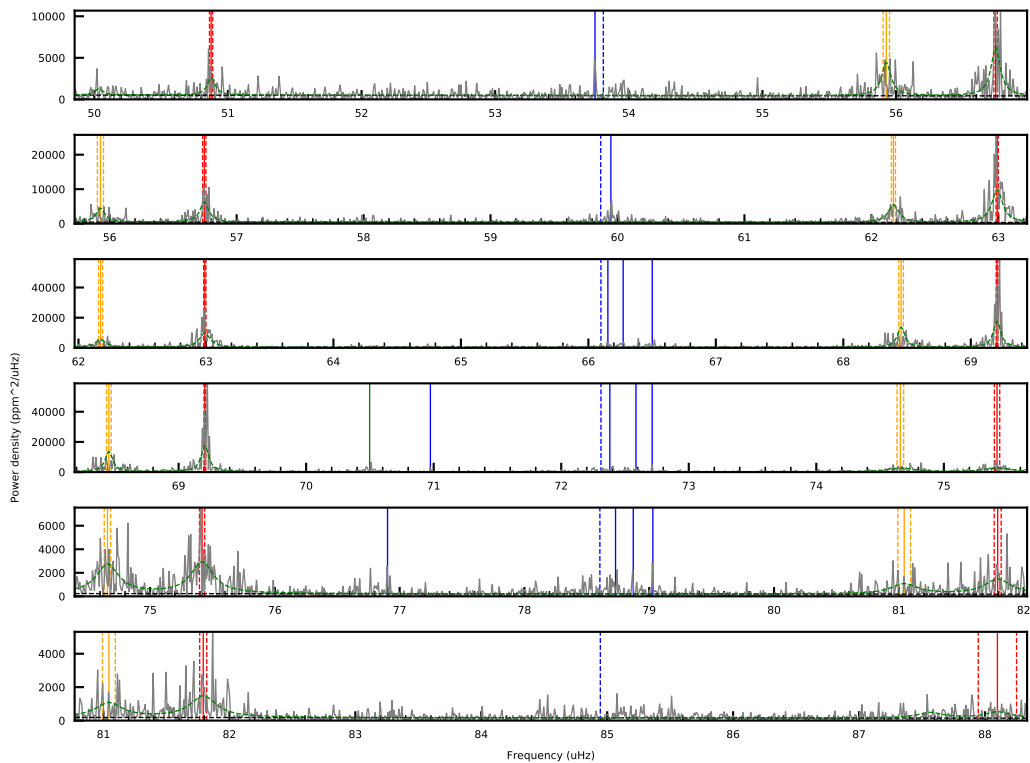 10000
5000
0
50 51 52 53 54 55 56
20000
10000
0
56 57 58 59 60 61 62 63
40000
20000
0
62 63 64 65 66 67 68 69
Power density (ppm^2/uHz)
40000
20000
0
69 70 71 72 73 74 75
6000
4000
2000
0
75 76 77 78 79 80 81 82
4000
2000
0
81 82 83 84 85 86 87 88
Frequency (uHz)